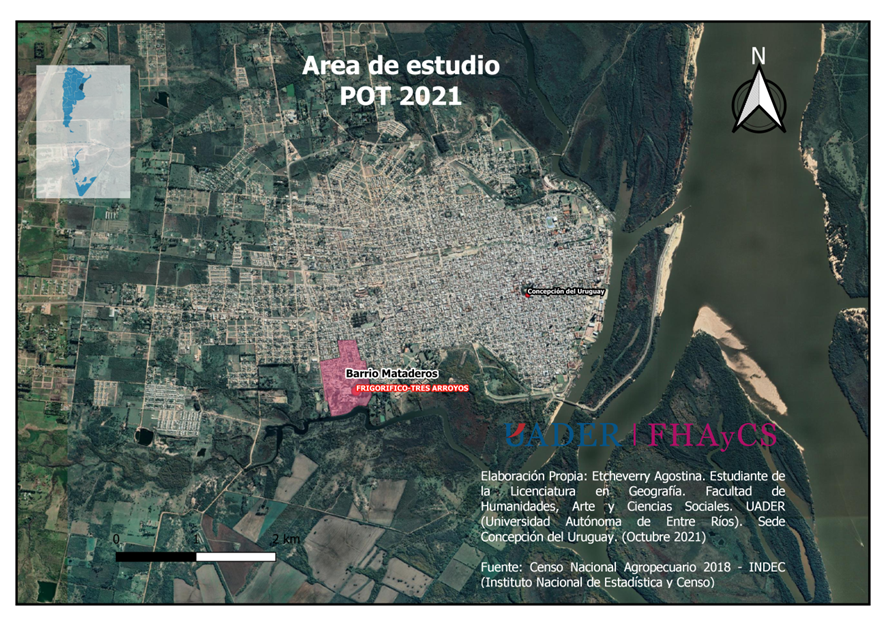 Area de estudio
POT 2021
N
Concepción del Uruguay
Barrio Mataderos
FRIGORIFICO-TRES ARROYOS
UADER | FHAyCS
Elaboración Propia: Etcheverry Agostina. Estudiante de
la Licenciatura en Geografía. Facultad de
Humanidades, Arte y Ciencias Sociales. UADER
(Universidad Autónoma de Entre Ríos). Sede
Concepción del Uruguay. (Octubre 2021)
Fuente: Censo Nacional Agropecuario 2018 - INDEC
(Instituto Nacional de Estadística y Censo)
0 1 2 km